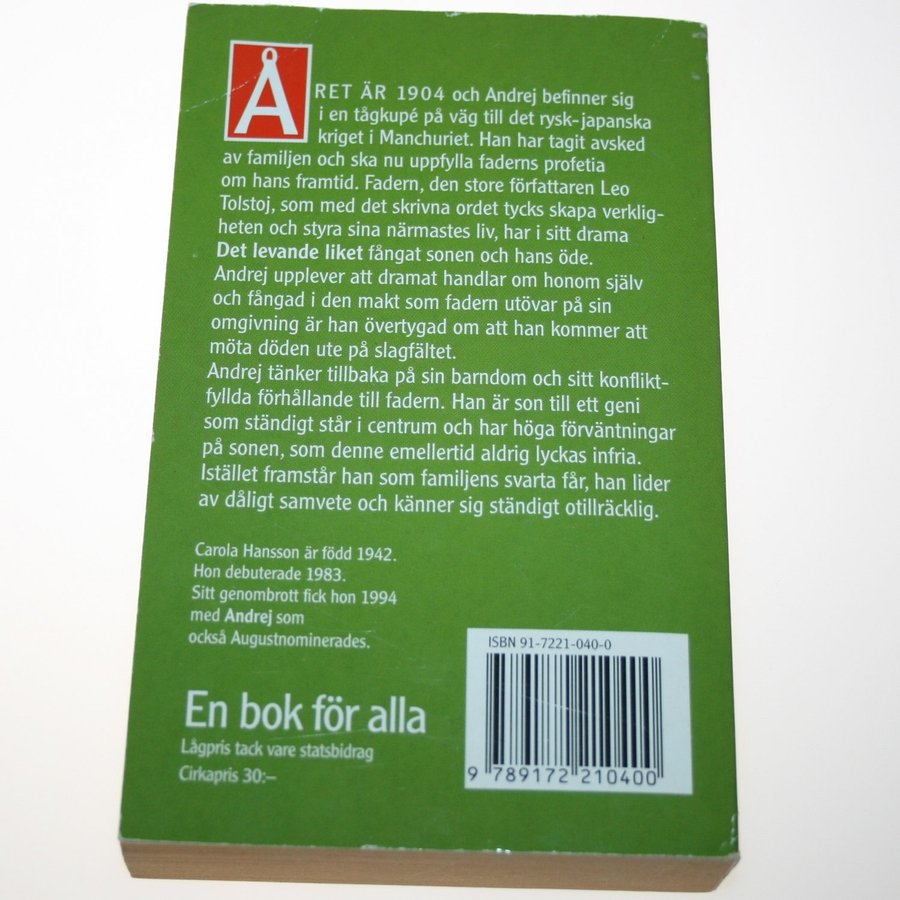 ÅRET ÄR 1904 och Andrej befinner sig
i en tågkupé på väg till det rysk-japanska
kriget i Manchuriet. Han har tagit avsked
av familjen och ska nu uppfylla faderns profetia
om hans framtid. Fadern, den store författaren Leo
Tolstoj, som med det skrivna ordet tycks skapa verklig-
heten och styra sina närmastes liv, har i sitt drama
Det levande liket fångat sonen och hans öde.
Andrej upplever att dramat handlar om honom själv
och fångad i den makt som fadern utövar på sin
omgivning är han övertygad om att han kommer att
möta döden ute på slagfältet.
Andrej tänker tillbaka på sin barndom och sitt konflikt-
fyllda förhållande till fadern. Han är son till ett geni
som ständigt står i centrum och har höga förväntningar
på sonen, som denne emellertid aldrig lyckas infria.
Istället framstår han som familjens svarta får, han lider
av dåligt samvete och känner sig ständigt otillräcklig.
Carola Hansson är född 1942.
Hon debuterade 1983.
Sitt genombrott fick hon 1994
med Andrej som
också Augustnominerades.
En bok för alla
Lågpris tack vare statsbidrag
Cirkapris 30:–
ISBN 91-7221-040-0
9 789172 210400